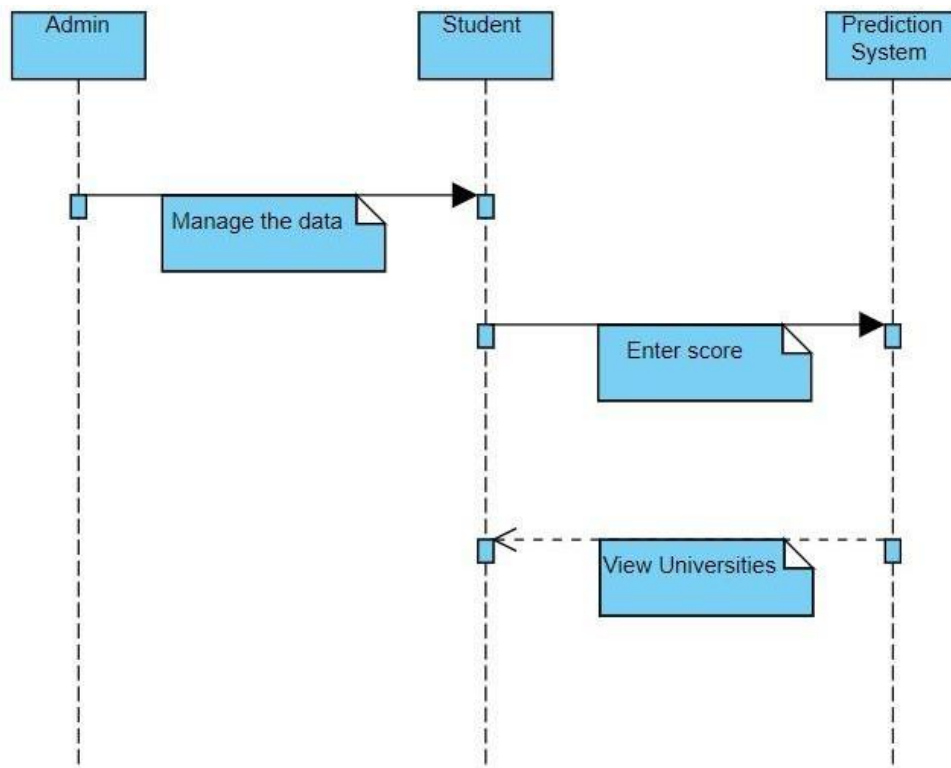 Admin
Student
Prediction
System
Manage the data
Enter score
View Universities